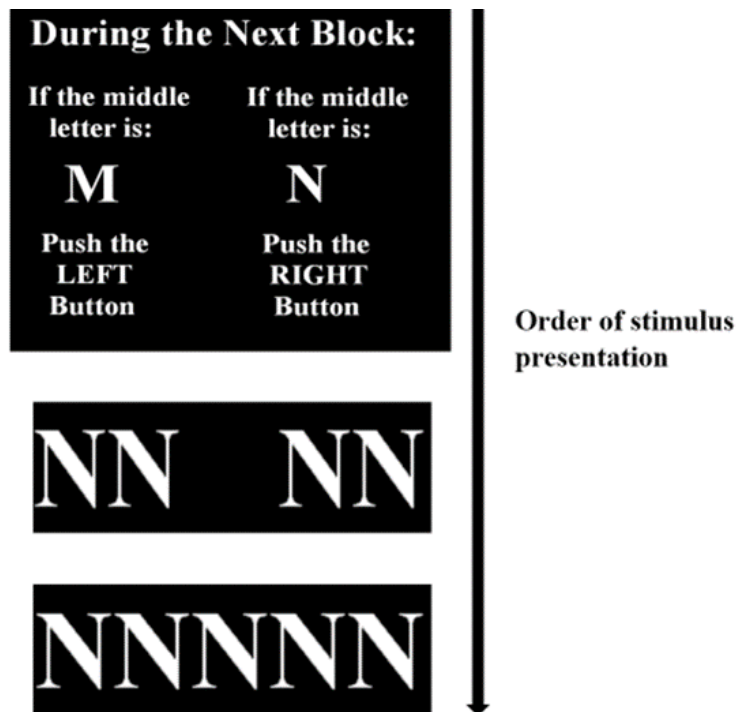 During the Next Block:
If the middle
letter is:
M
Push the
LEFT
Button
If the middle
letter is:
N
Push the
RIGHT
Button
Order of stimulus
presentation
NN NN
NNNNN